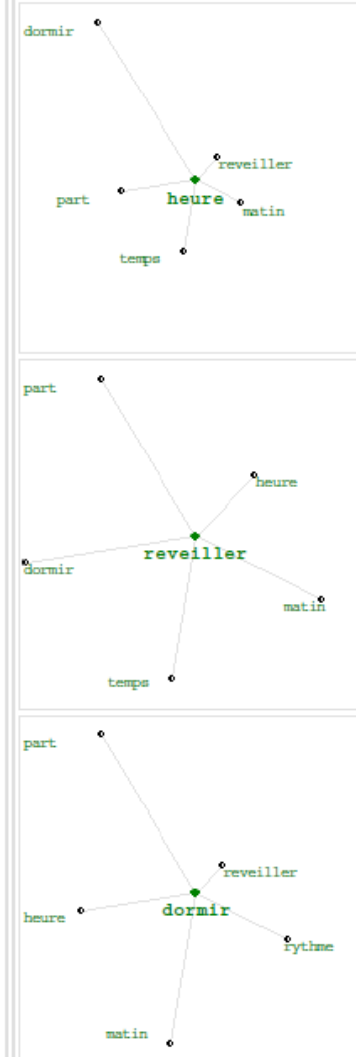 dormir
reveiller
part
heure
matin
temps
part
heure
reveiller
dormir
matin
temps
part
reveiller
dormir
heure
rythme
matin